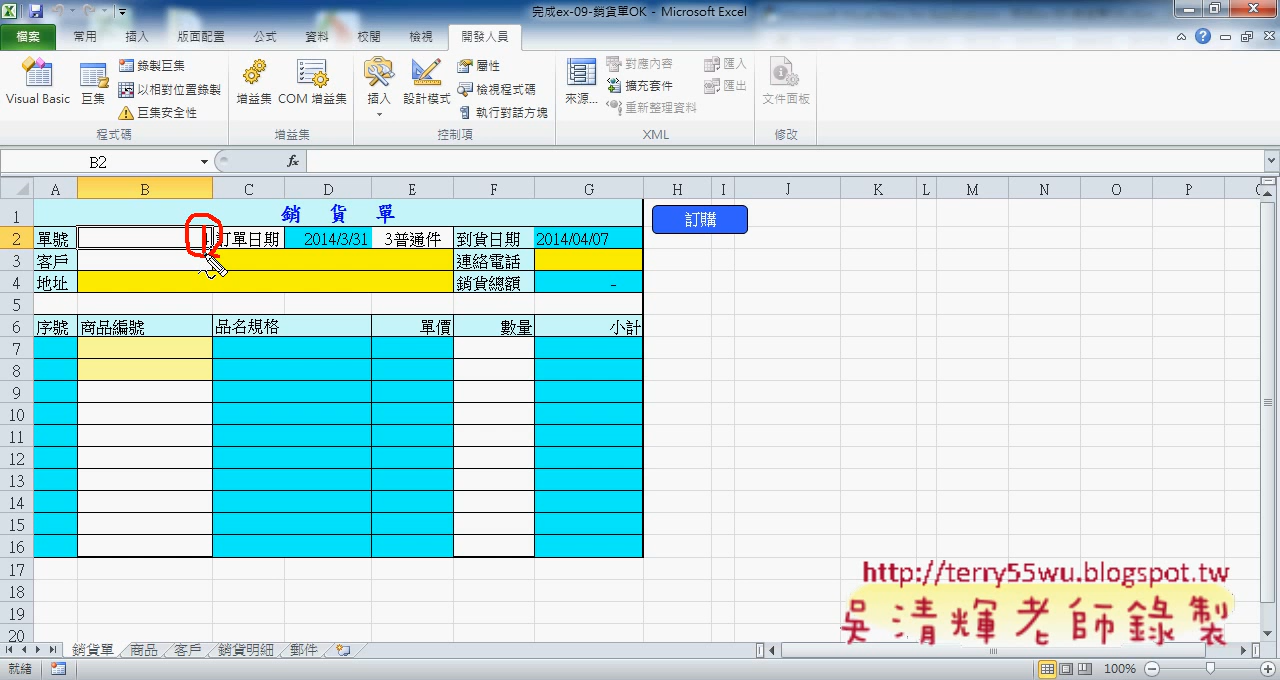 完成ex-09-銷貨單OK - Microsoft Excel
檔案 常用 插入 版面配置 公式 資料 校閱 檢視 開發人員
Visual Basic 巨集 錄製巨集 以相對位置錄製 巨集安全性 增益集 COM 增益集 插入 設計模式 屬性 檢視程式碼 執行對話方塊 來源... 對應內容 擴充套件 重新整理資料 匯入 匯出 文件面板
程式碼 增益集 控制項 XML 修改
B2 fx
A B C D E F G H I J K L M N O P
1 銷 貨 單 訂購
2 單號 訂單日期 2014/3/31 3普通件 到貨日期 2014/04/07
3 客戶 連絡電話
4 地址 銷貨總額 -
5
6 序號 商品編號 品名規格 單價 數量 小計
7
8
9
10
11
12
13
14
15
16
17
18
19
20
http://terry55wu.blogspot.tw
吳清輝老師錄製
銷貨單 商品 客戶 銷貨明細 郵件
就緒 100%